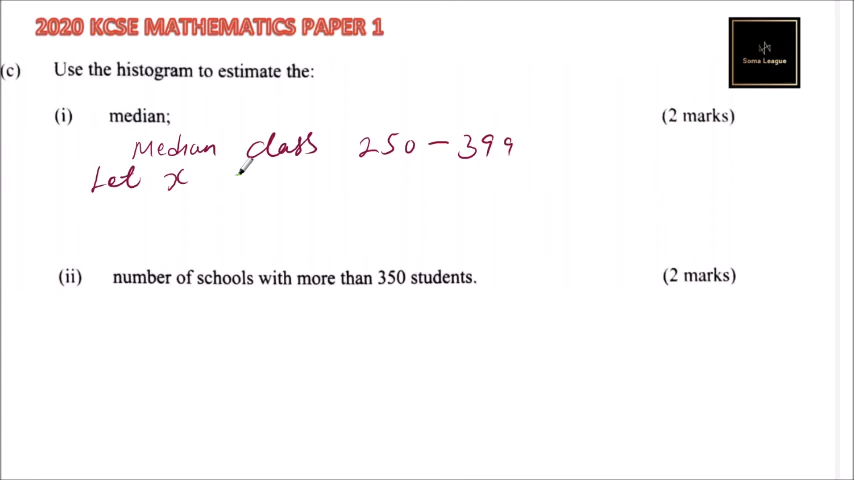 2020 KCSE MATHEMATICS PAPER 1
Soma League
(c) Use the histogram to estimate the:
(i) median; (2 marks)
Median class 250 - 399
Let x
(ii) number of schools with more than 350 students. (2 marks)